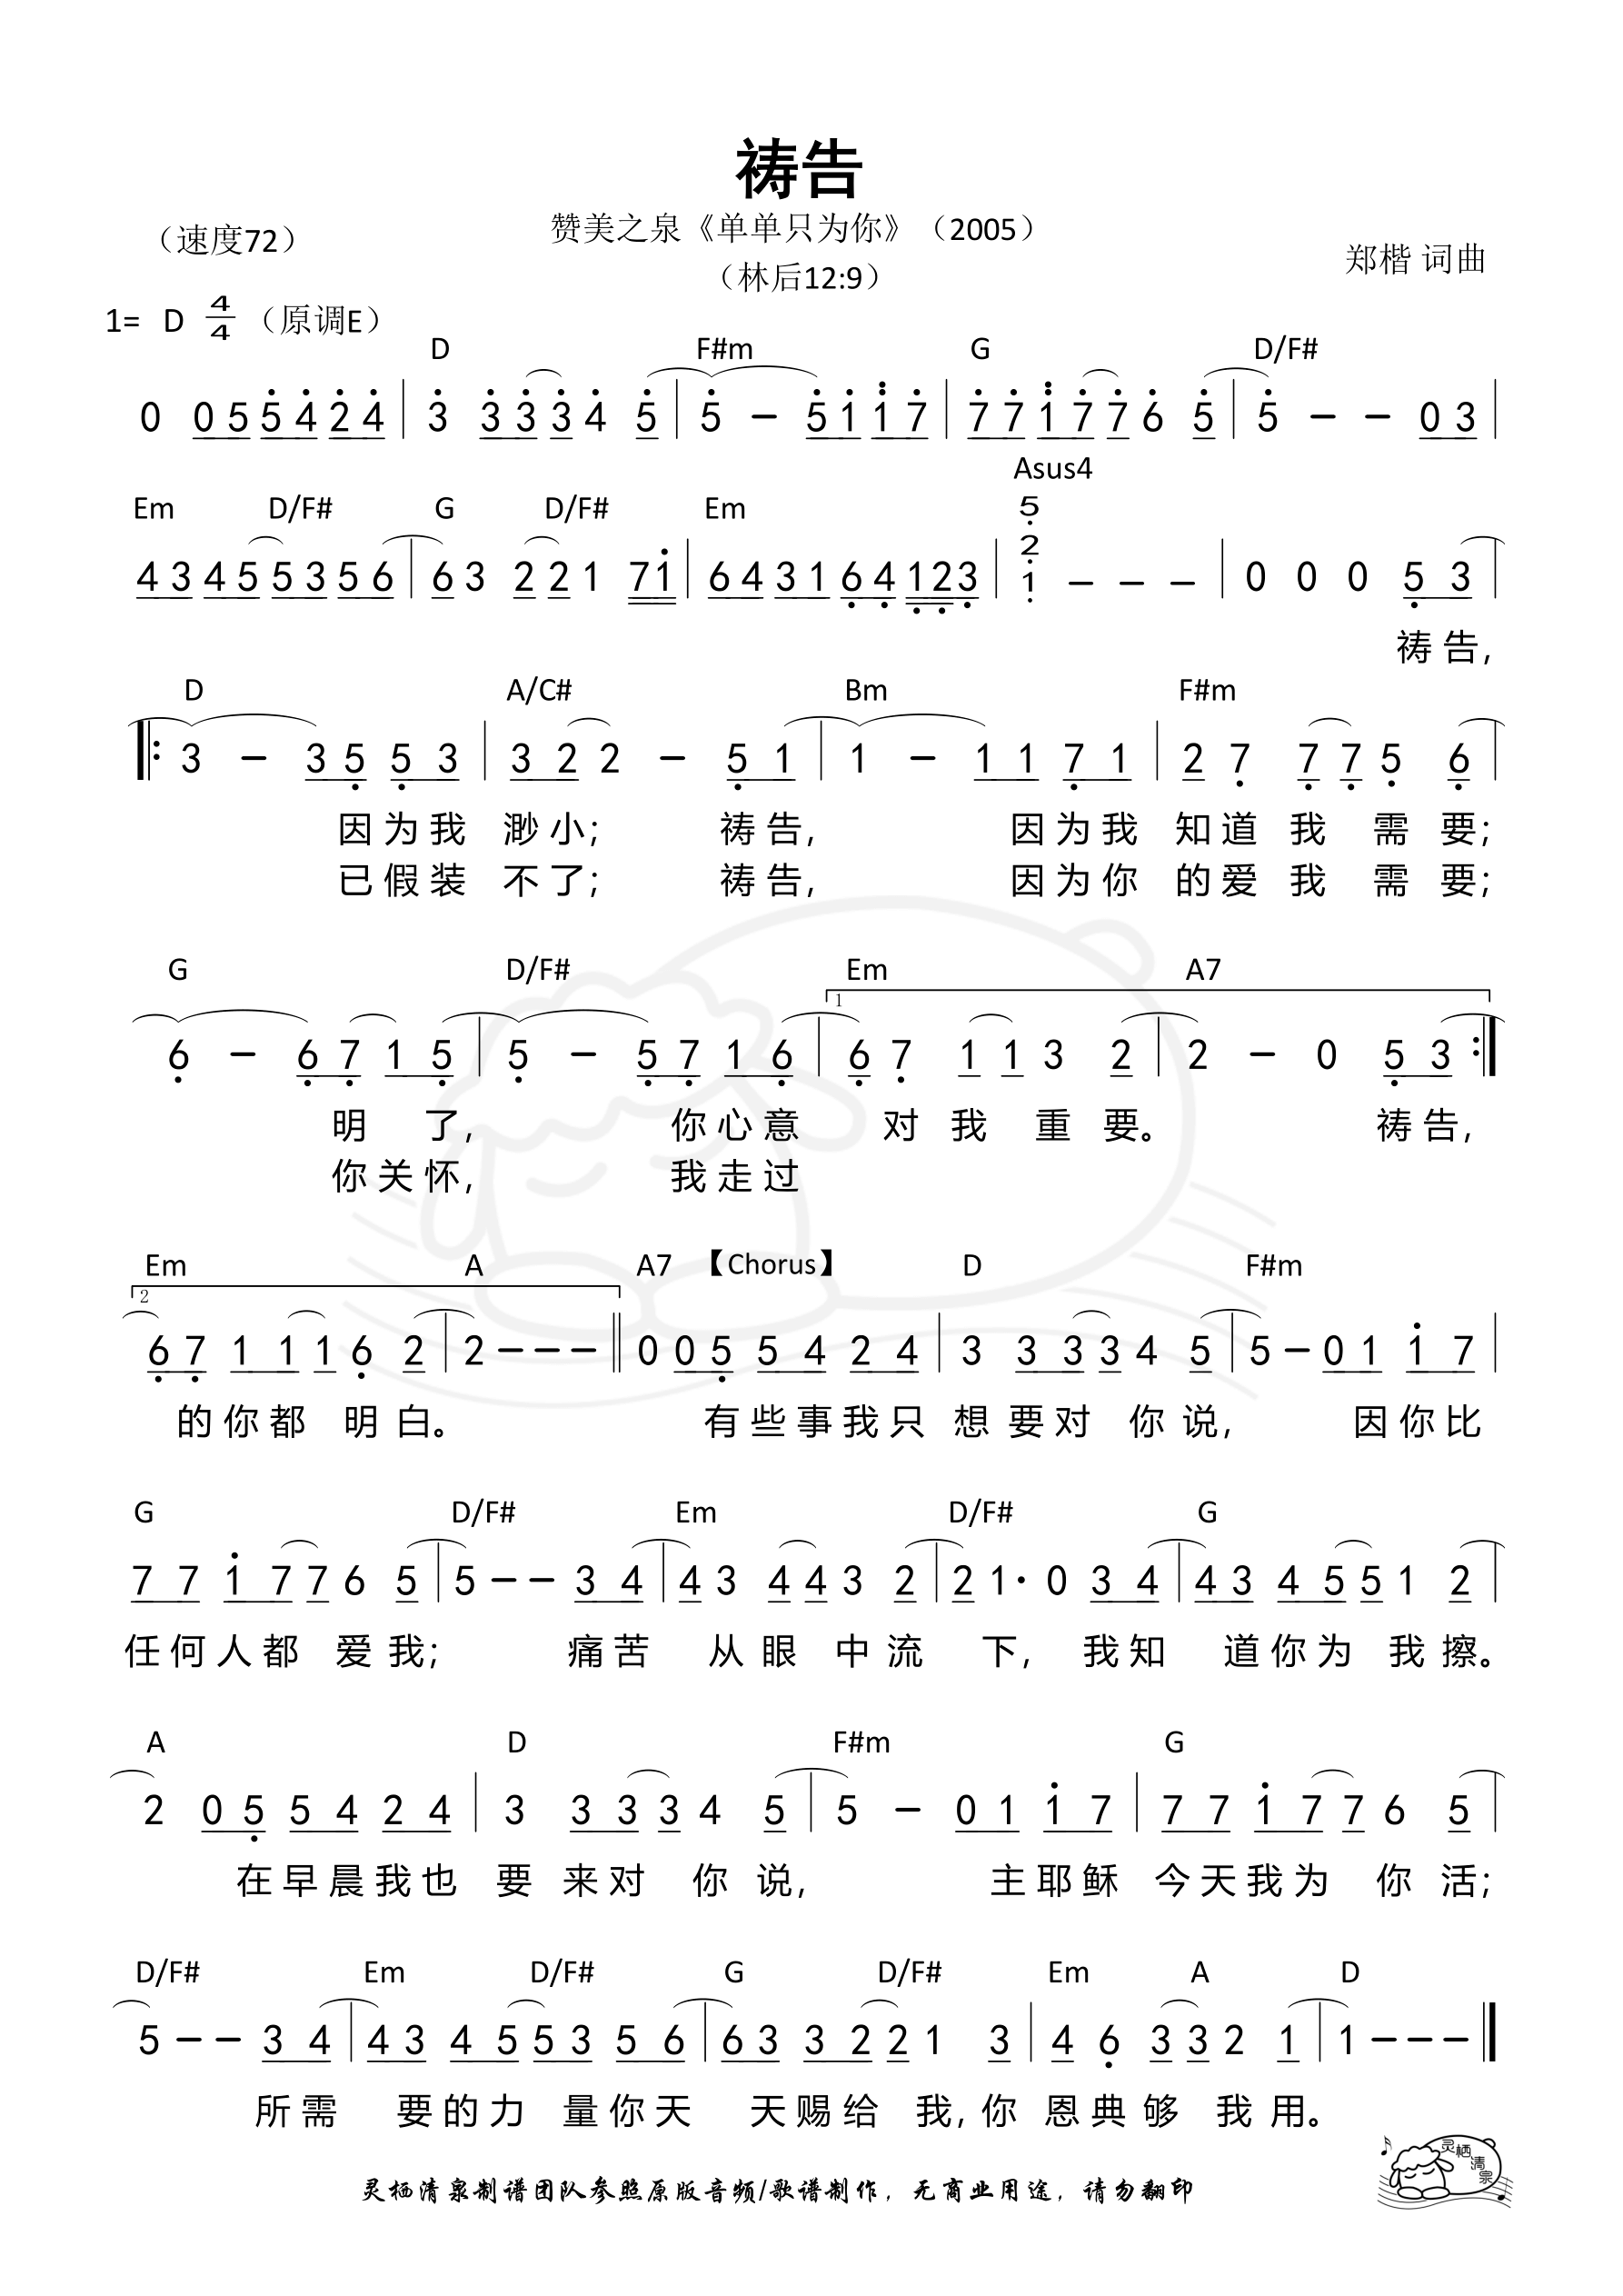 祷告
赞美之泉《单单只为你》（2005）
（速度72）
（林后12:9）
郑楷 词曲
1= D 4/4 （原调E）
D F#m G D/F#
0 0 5 5 4 2 4 | 3 3 3 3 4 5 | 5 – 5 1 1 7 | 7 7 1 7 7 6 5 | 5 – – 0 3 |
Asus4
Em D/F# G D/F# Em
5
2
4 3 4 5 5 3 5 6 | 6 3 2 2 1 7 1 | 6 4 3 1 6 4 1 2 3 | 1 – – – | 0 0 0 5 3 |
祷告，
D A/C# Bm F#m
3 – 3 5 5 3 | 3 2 2 – 5 1 | 1 – 1 1 7 1 | 2 7 7 7 5 6 |
因为我 渺小； 祷告， 因为我 知道 我 需 要；
已假装 不了； 祷告， 因为你 的爱 我 需 要；
G D/F# Em A7
1
6 – 6 7 1 5 | 5 – 5 7 1 6 | 6 7 1 1 3 2 | 2 – 0 5 3
明 了， 你心意 对 我 重 要。 祷告，
你关怀， 我走过
Em A A7 【Chorus】 D F#m
2
6 7 1 1 1 6 2 | 2 – – – || 0 0 5 5 4 2 4 | 3 3 3 3 4 5 | 5 – 0 1 1 7 |
的你都 明白。 有些事我只 想要对 你说， 因你比
G D/F# Em D/F# G
7 7 1 7 7 6 5 | 5 – – 3 4 | 4 3 4 4 3 2 | 2 1· 0 3 4 | 4 3 4 5 5 1 2 |
任何人都 爱我； 痛苦 从眼 中流 下， 我知 道你为 我擦。
A D F#m G
2 0 5 5 4 2 4 | 3 3 3 3 4 5 | 5 – 0 1 1 7 | 7 7 1 7 7 6 5 |
在早晨我也 要 来对 你 说， 主耶稣 今天我为 你 活；
D/F# Em D/F# G D/F# Em A D
5 – – 3 4 | 4 3 4 5 5 3 5 6 | 6 3 3 2 2 1 3 | 4 6 3 3 2 1 | 1 – – –
所需 要的力 量你天 天赐给 我，你 恩典够 我用。
灵栖清泉
灵栖清泉制谱团队参照原版音频/歌谱制作，无商业用途，请勿翻印